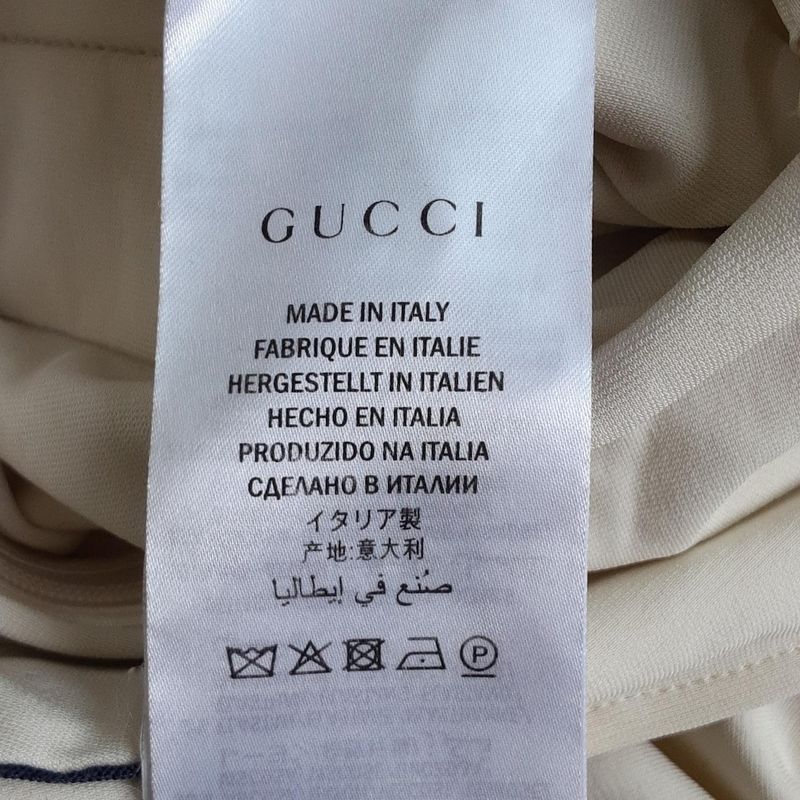 GUCCI
MADE IN ITALY
FABRIQUE EN ITALIE
HERGESTELLT IN ITALIEN
HECHO EN ITALIA
PRODUZIDO NA ITALIA
СДЕЛАНО В ИТАЛИИ
イタリア製
产地:意大利
صُنع في إيطاليا
P